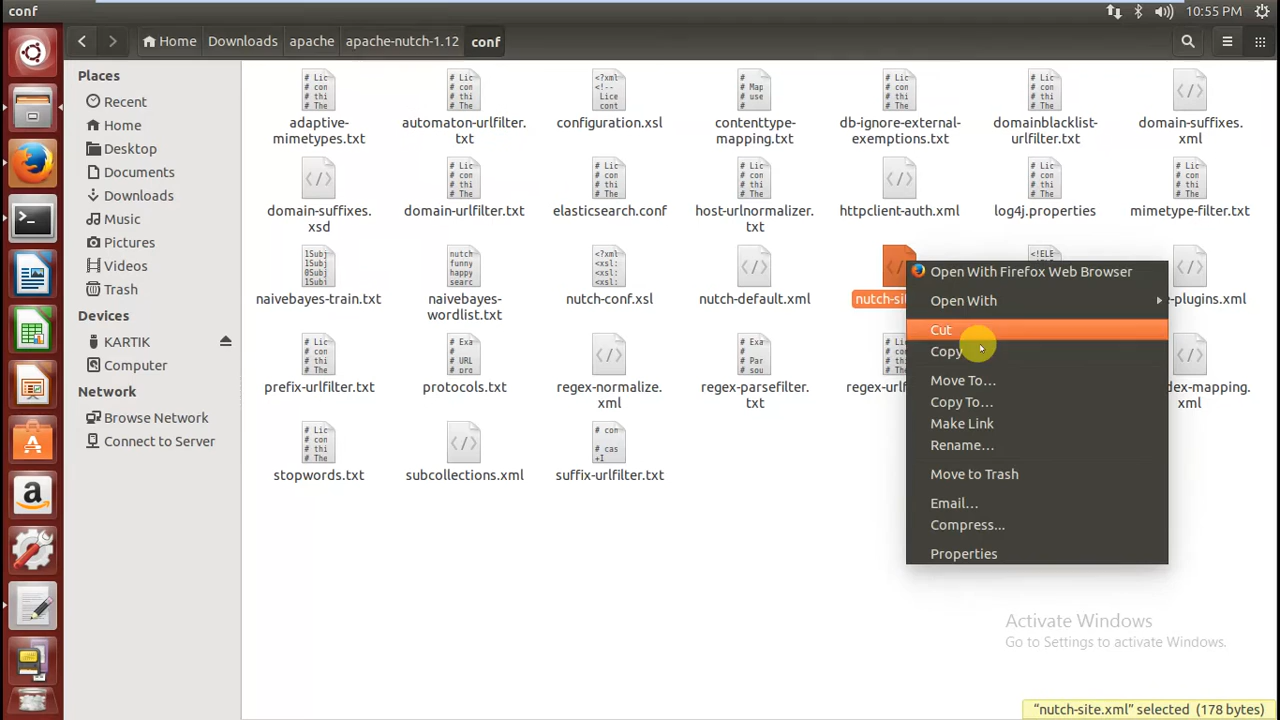 conf
10:55 PM
Home
Downloads
apache
apache-nutch-1.12
conf
Places
Recent
Home
Desktop
Documents
Downloads
Music
Pictures
Videos
Trash
Devices
KARTIK
Computer
Network
Browse Network
Connect to Server
adaptive-
mimetypes.txt
automaton-urlfilter.
txt
configuration.xsl
contenttype-
mapping.txt
db-ignore-external-
exemptions.txt
domainblacklist-
urlfilter.txt
domain-suffixes.
xml
domain-suffixes.
xsd
domain-urlfilter.txt
elasticsearch.conf
host-urlnormalizer.
txt
httpclient-auth.xml
log4j.properties
mimetype-filter.txt
naivebayes-train.txt
naivebayes-
wordlist.txt
nutch-conf.xsl
nutch-default.xml
nutch-si
-plugins.xml
prefix-urlfilter.txt
protocols.txt
regex-normalize.
xml
regex-parsefilter.
txt
regex-urlf
dex-mapping.
xml
stopwords.txt
subcollections.xml
suffix-urlfilter.txt
Open With Firefox Web Browser
Open With
Cut
Copy
Move To…
Copy To…
Make Link
Rename…
Move to Trash
Email…
Compress...
Properties
Activate Windows
Go to Settings to activate Windows.
"nutch-site.xml" selected (178 bytes)